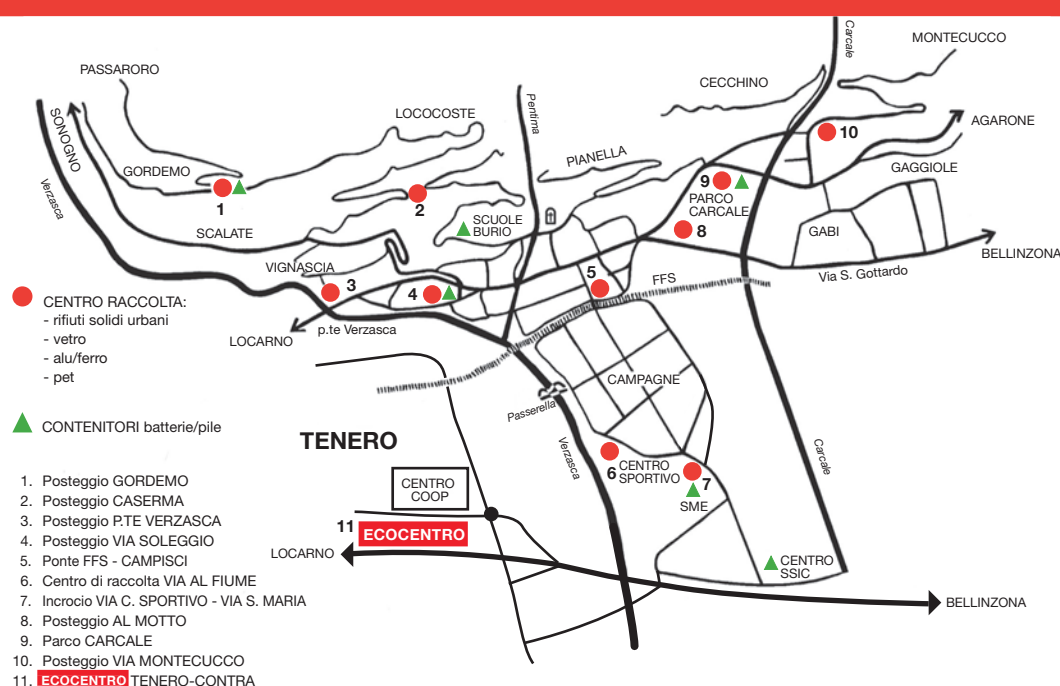 MONTECUCCO
Carcale
PASSARORO
CECCHINO
SONOGNO
Pentima
LOCOCOSTE
AGARONE
10
PIANELLA
GORDEMO
GAGGIOLE
Verzasca
1
2
9
PARCO
CARCALE
SCUOLE
BURIO
8
GABI
SCALATE
BELLINZONA
VIGNASCIA
5
FFS
Via S. Gottardo
3
4
CENTRO RACCOLTA:
- rifiuti solidi urbani
- vetro
- alu/ferro
- pet
p.te Verzasca
LOCARNO
CAMPAGNE
Passerella
CONTENITORI batterie/pile
TENERO
Verzasca
Carcale
6
CENTRO
SPORTIVO
7
SME
CENTRO
COOP
11
ECOCENTRO
LOCARNO
CENTRO
SSIC
BELLINZONA
1. Posteggio GORDEMO
2. Posteggio CASERMA
3. Posteggio P.TE VERZASCA
4. Posteggio VIA SOLEGGIO
5. Ponte FFS - CAMPISCI
6. Centro di raccolta VIA AL FIUME
7. Incrocio VIA C. SPORTIVO - VIA S. MARIA
8. Posteggio AL MOTTO
9. Parco CARCALE
10. Posteggio VIA MONTECUCCO
11. ECOCENTRO TENERO-CONTRA